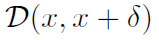 𝒟(x, x + δ)